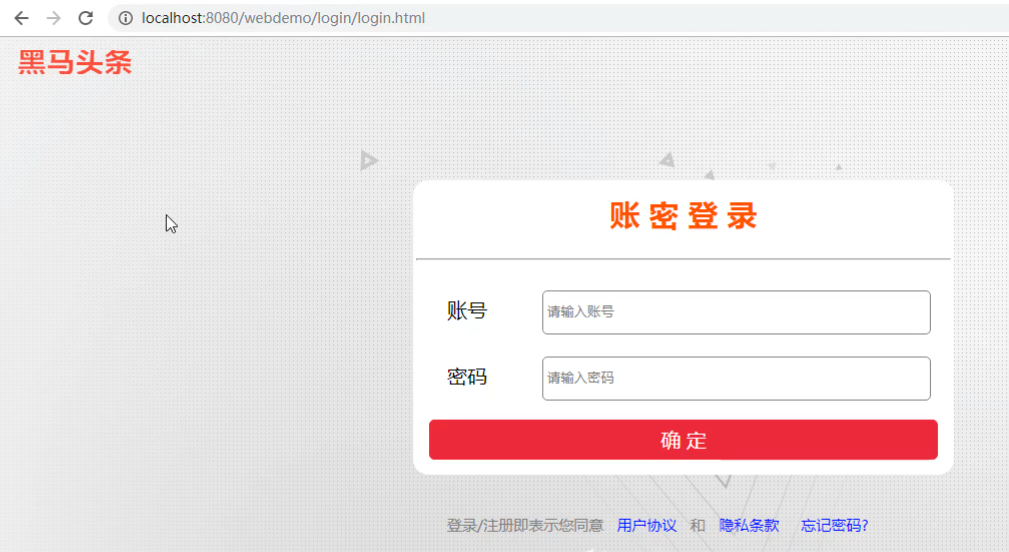 localhost:8080/webdemo/login/login.html
黑马头条
账 密 登 录
账号 请输入账号
密码 请输入密码
确 定
登录/注册即表示您同意 用户协议 和 隐私条款 忘记密码?